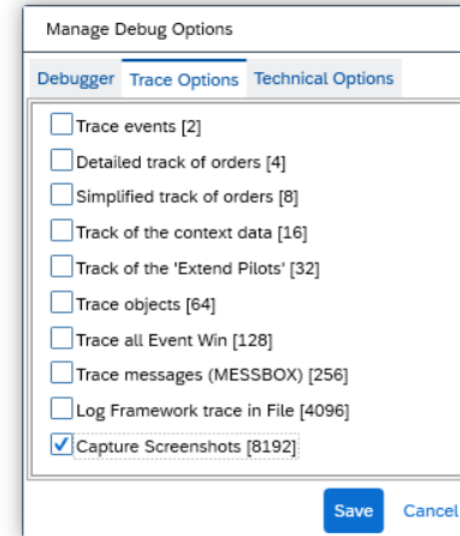 Manage Debug Options
Debugger Trace Options Technical Options
Trace events [2]
Detailed track of orders [4]
Simplified track of orders [8]
Track of the context data [16]
Track of the 'Extend Pilots' [32]
Trace objects [64]
Trace all Event Win [128]
Trace messages (MESSBOX) [256]
Log Framework trace in File [4096]
Capture Screenshots [8192]
Save Cancel